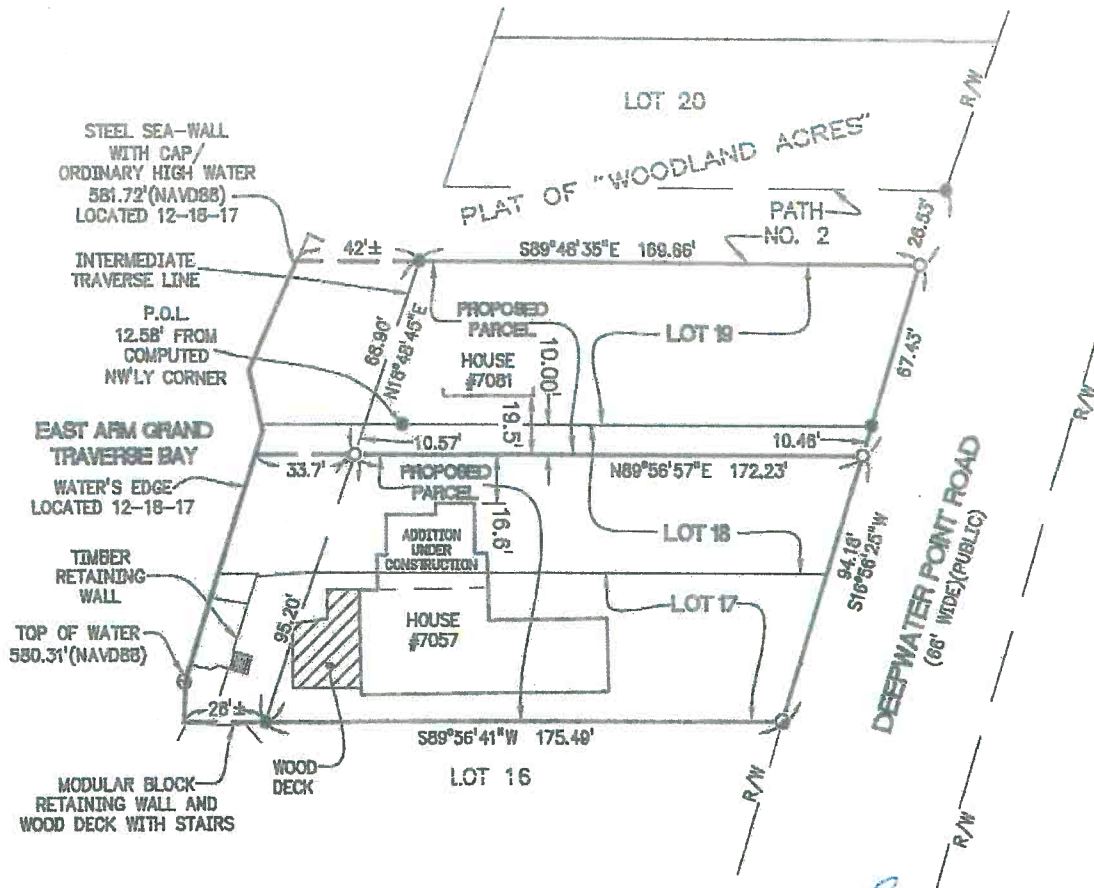 LOT 20
R/W
PLAT OF "WOODLAND ACRES"
STEEL SEA-WALL
WITH CAP/
ORDINARY HIGH WATER
581.72'(NAVD88)
LOCATED 12-18-17
PATH
NO. 2
26.53'
42'±
S89°48'35"E 169.66'
INTERMEDIATE
TRAVERSE LINE
P.O.L.
12.58' FROM
COMPUTED
NW'LY CORNER
N18°48'45"E
PROPOSED
PARCEL
LOT 19
HOUSE
#7081
10.00'
19.5'
67.43'
R/W
EAST ARM GRAND
TRAVERSE BAY
10.57'
10.46'
33.7'
N89°56'57"E 172.23'
WATER'S EDGE
LOCATED 12-18-17
PROPOSED
PARCEL
16.6'
ADDITION
UNDER
CONSTRUCTION
LOT 18
94.18'
S16°56'25"W
DEEPWATER POINT ROAD
(66' WIDE)(PUBLIC)
TIMBER
RETAINING
WALL
LOT 17
95.20'
HOUSE
#7057
TOP OF WATER
580.31'(NAVD88)
28'±
S89°56'41"W 175.49'
WOOD
DECK
LOT 16
MODULAR BLOCK
RETAINING WALL AND
WOOD DECK WITH STAIRS
R/W
R/W